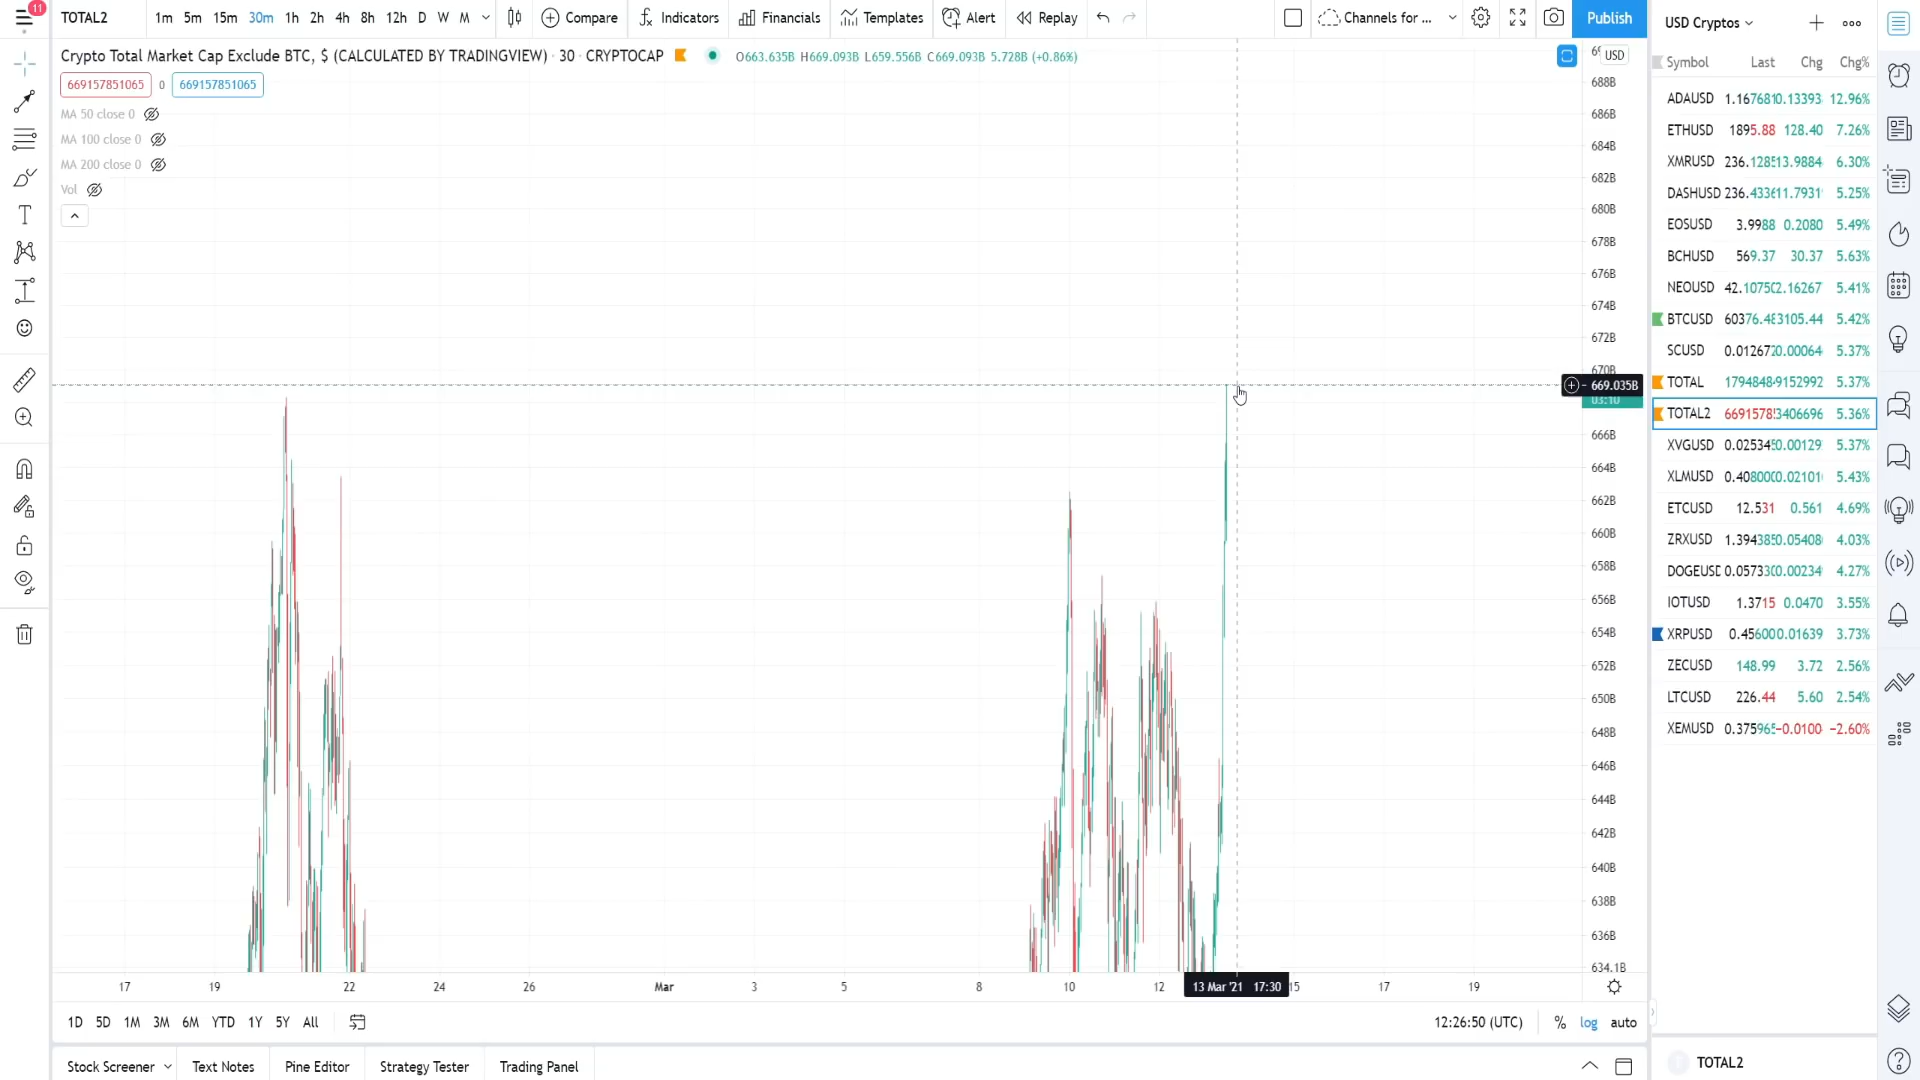 11
TOTAL2 1m 5m 15m 30m 1h 2h 4h 8h 12h D W M Compare Indicators Financials Templates Alert Replay Channels for ... Publish
Crypto Total Market Cap Exclude BTC, $ (CALCULATED BY TRADINGVIEW) · 30 · CRYPTOCAP O663.635B H669.093B L659.556B C669.093B 5.728B (+0.86%)
669157851065 0 669157851065
MA 50 close 0
MA 100 close 0
MA 200 close 0
Vol
USD
688B
686B
684B
682B
680B
678B
676B
674B
672B
670B
669.035B
03:10
666B
664B
662B
660B
658B
656B
654B
652B
650B
648B
646B
644B
642B
640B
638B
636B
634.1B
17 19 22 24 26 Mar 3 5 8 10 12 13 Mar '21 17:30 15 17 19
1D 5D 1M 3M 6M YTD 1Y 5Y All 12:26:50 (UTC) % log auto
Stock Screener Text Notes Pine Editor Strategy Tester Trading Panel
USD Cryptos
Symbol Last Chg Chg%
ADAUSD 12.96%
ETHUSD 1895.88 128.40 7.26%
XMRUSD 6.30%
DASHUSD 5.25%
EOSUSD 3.9988 0.2080 5.49%
BCHUSD 569.37 30.37 5.63%
NEOUSD 5.41%
BTCUSD 5.42%
SCUSD 5.37%
TOTAL 5.37%
TOTAL2 5.36%
XVGUSD 5.37%
XLMUSD 5.43%
ETCUSD 12.531 0.561 4.69%
ZRXUSD 4.03%
DOGEUSD 4.27%
IOTUSD 1.3715 0.0470 3.55%
XRPUSD 3.73%
ZECUSD 148.99 3.72 2.56%
LTCUSD 226.44 5.60 2.54%
XEMUSD −2.60%
TOTAL2